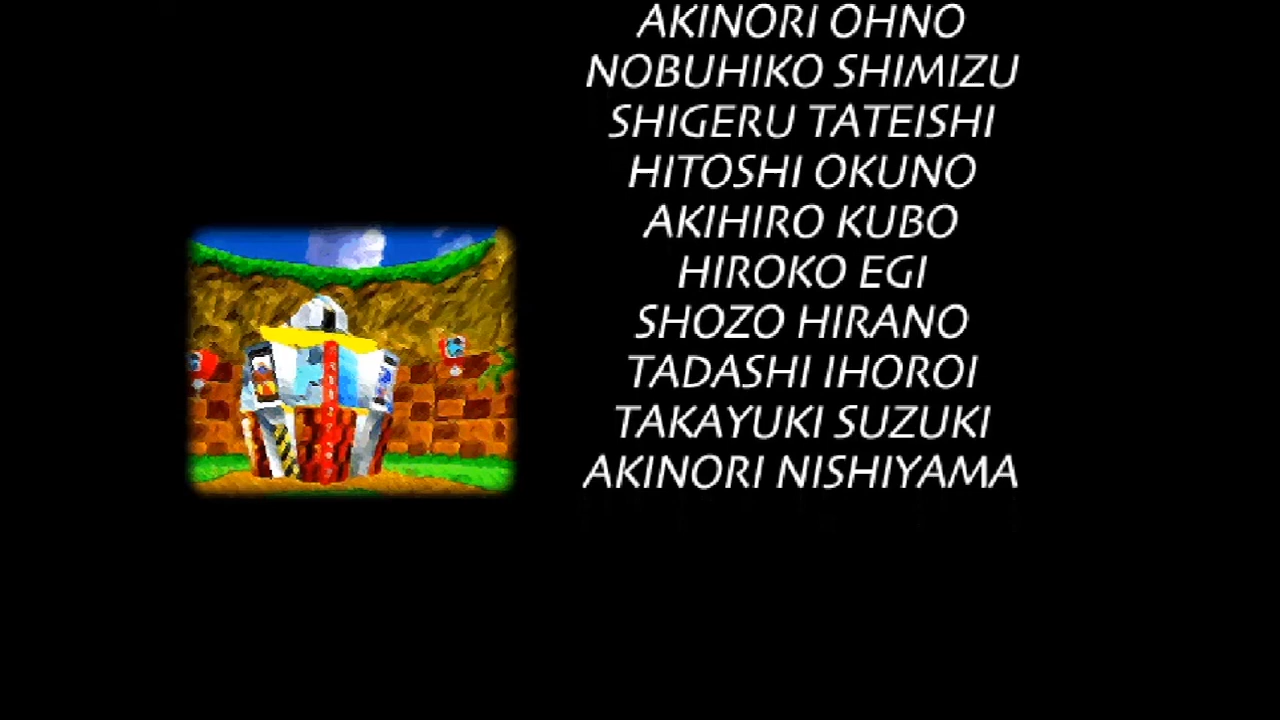 AKINORI OHNO
NOBUHIKO SHIMIZU
SHIGERU TATEISHI
HITOSHI OKUNO
AKIHIRO KUBO
HIROKO EGI
SHOZO HIRANO
TADASHI IHOROI
TAKAYUKI SUZUKI
AKINORI NISHIYAMA